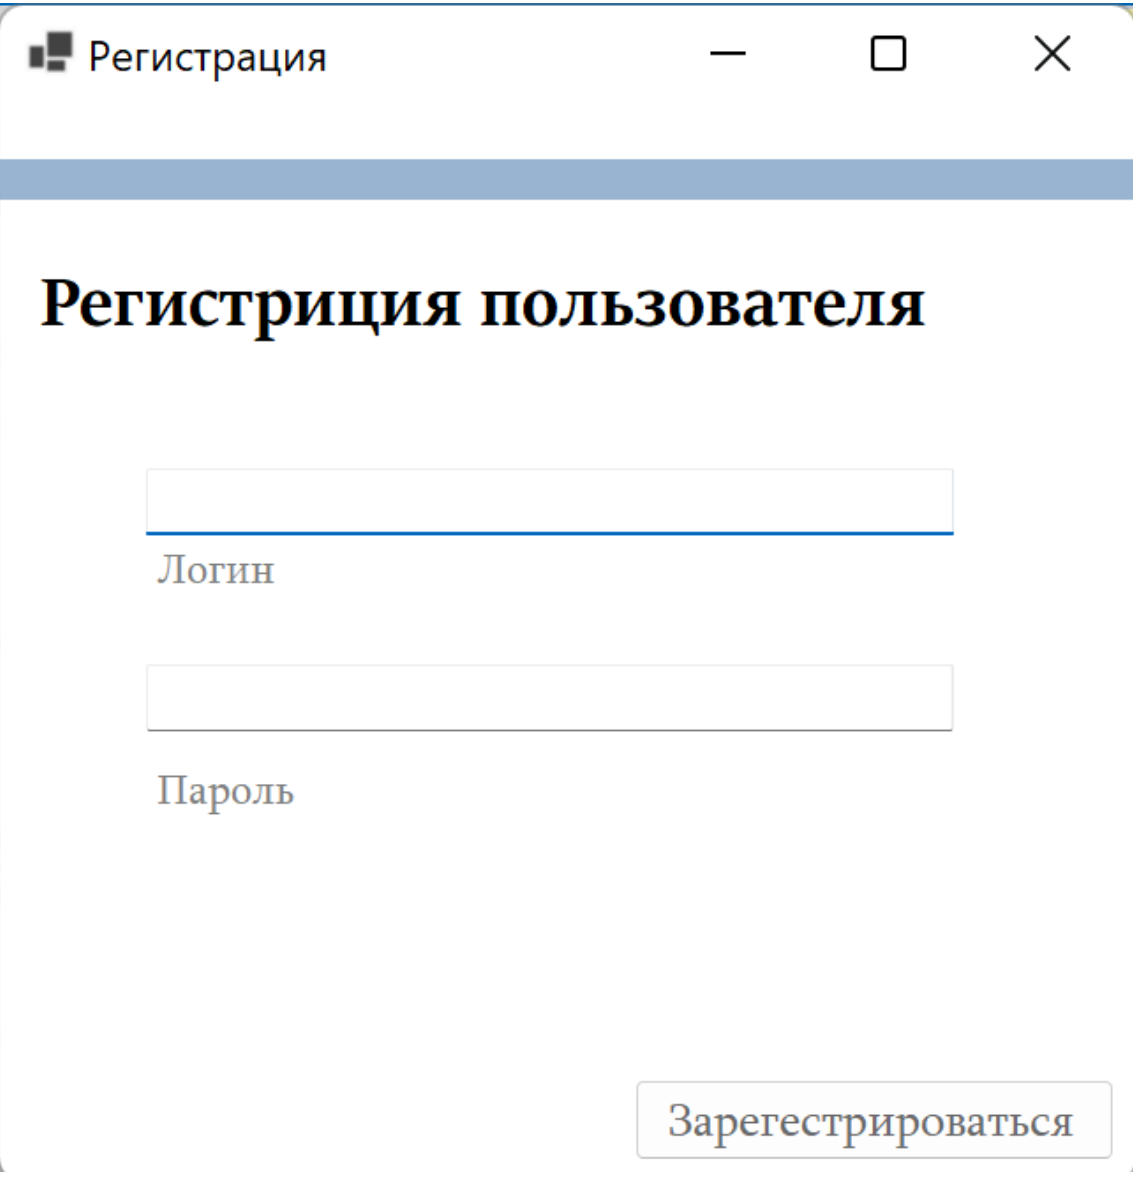 Регистрация
Регистриция пользователя
Логин
Пароль
Зарегестрироваться